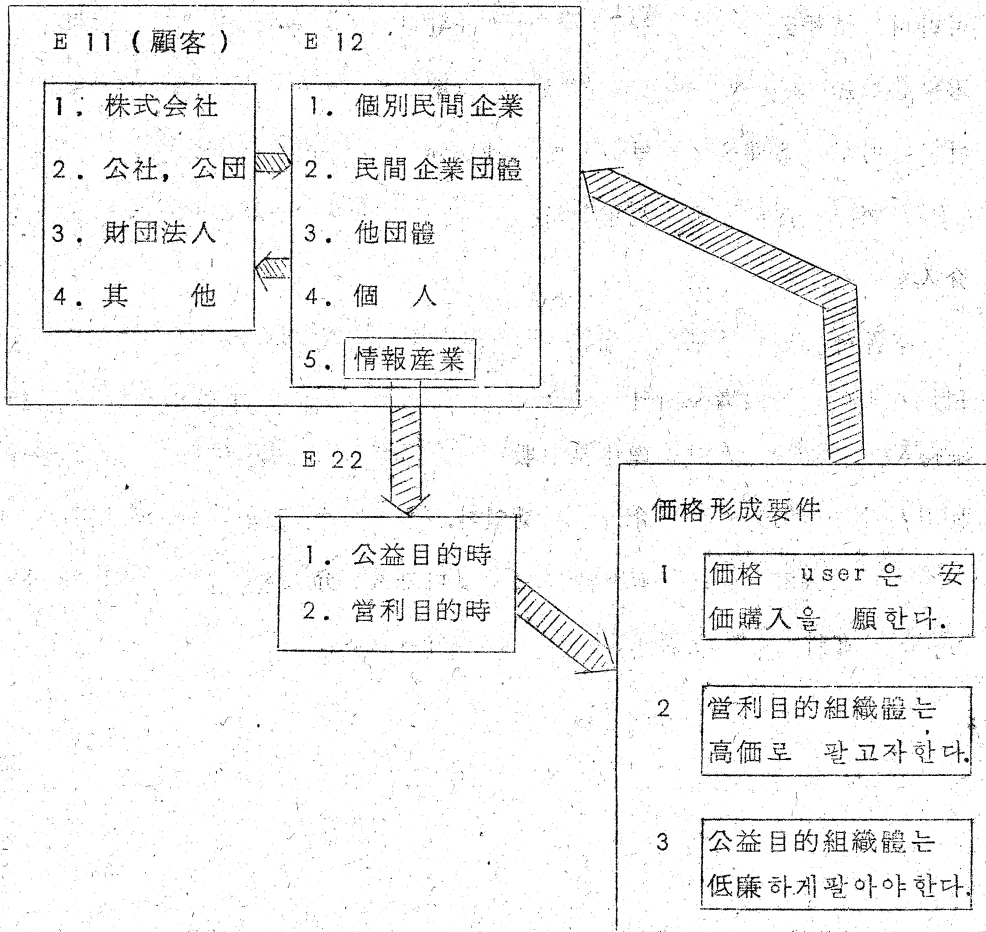 E 11 (顧客)
1. 株式会社
2. 公社, 公団
3. 財団法人
4. 其 他
E 12
1. 個別民間企業
2. 民間企業団體
3. 他団體
4. 個 人
5. 情報産業
E 22
1. 公益目的時
2. 営利目的時
価格形成要件
1 価格 user은 安
価購入을 願한다.
2 営利目的組織體는
高価로 팔고자한다.
3 公益目的組織體는
低廉하게팔아야한다.